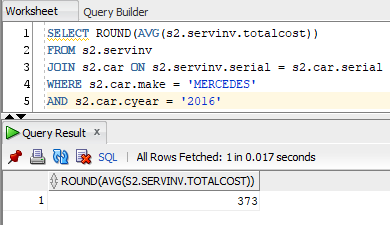 Worksheet Query Builder
1 SELECT ROUND(AVG(s2.servinv.totalcost))
2 FROM s2.servinv
3 JOIN s2.car ON s2.servinv.serial = s2.car.serial
4 WHERE s2.car.make = 'MERCEDES'
5 AND s2.car.cyear = '2016'
Query Result x
SQL | All Rows Fetched: 1 in 0.017 seconds
ROUND(AVG(S2.SERVINV.TOTALCOST))
1 373